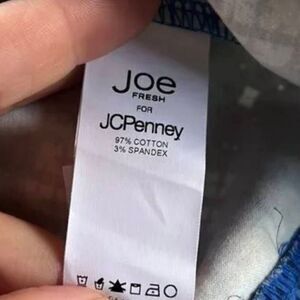 Joe
FRESH
FOR
JCPenney
97% COTTON
3% SPANDEX